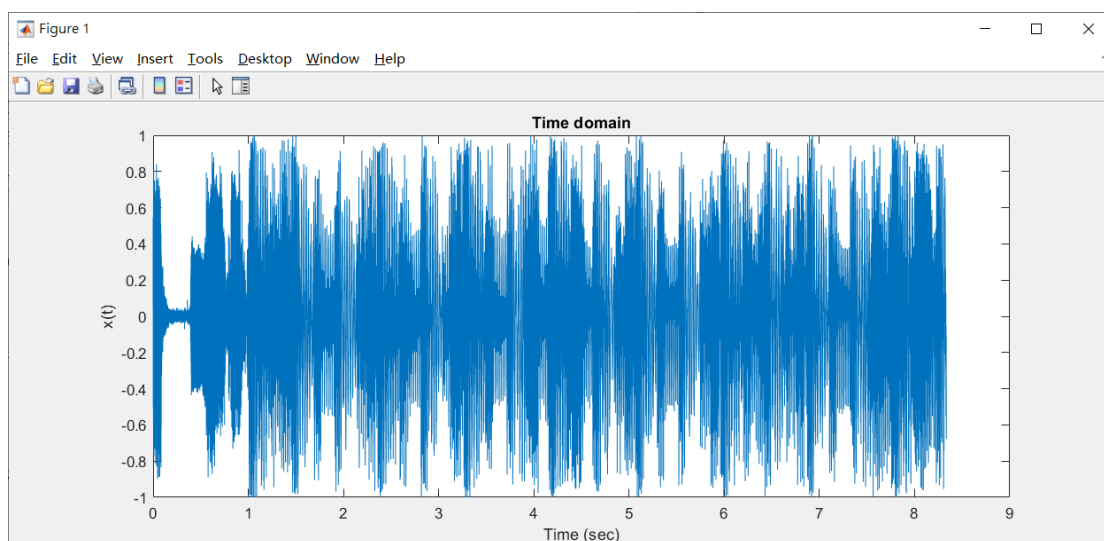 Figure 1
File Edit View Insert Tools Desktop Window Help
Time domain
1
0.8
0.6
0.4
0.2
0
-0.2
-0.4
-0.6
-0.8
-1
x(t)
0 1 2 3 4 5 6 7 8 9
Time (sec)